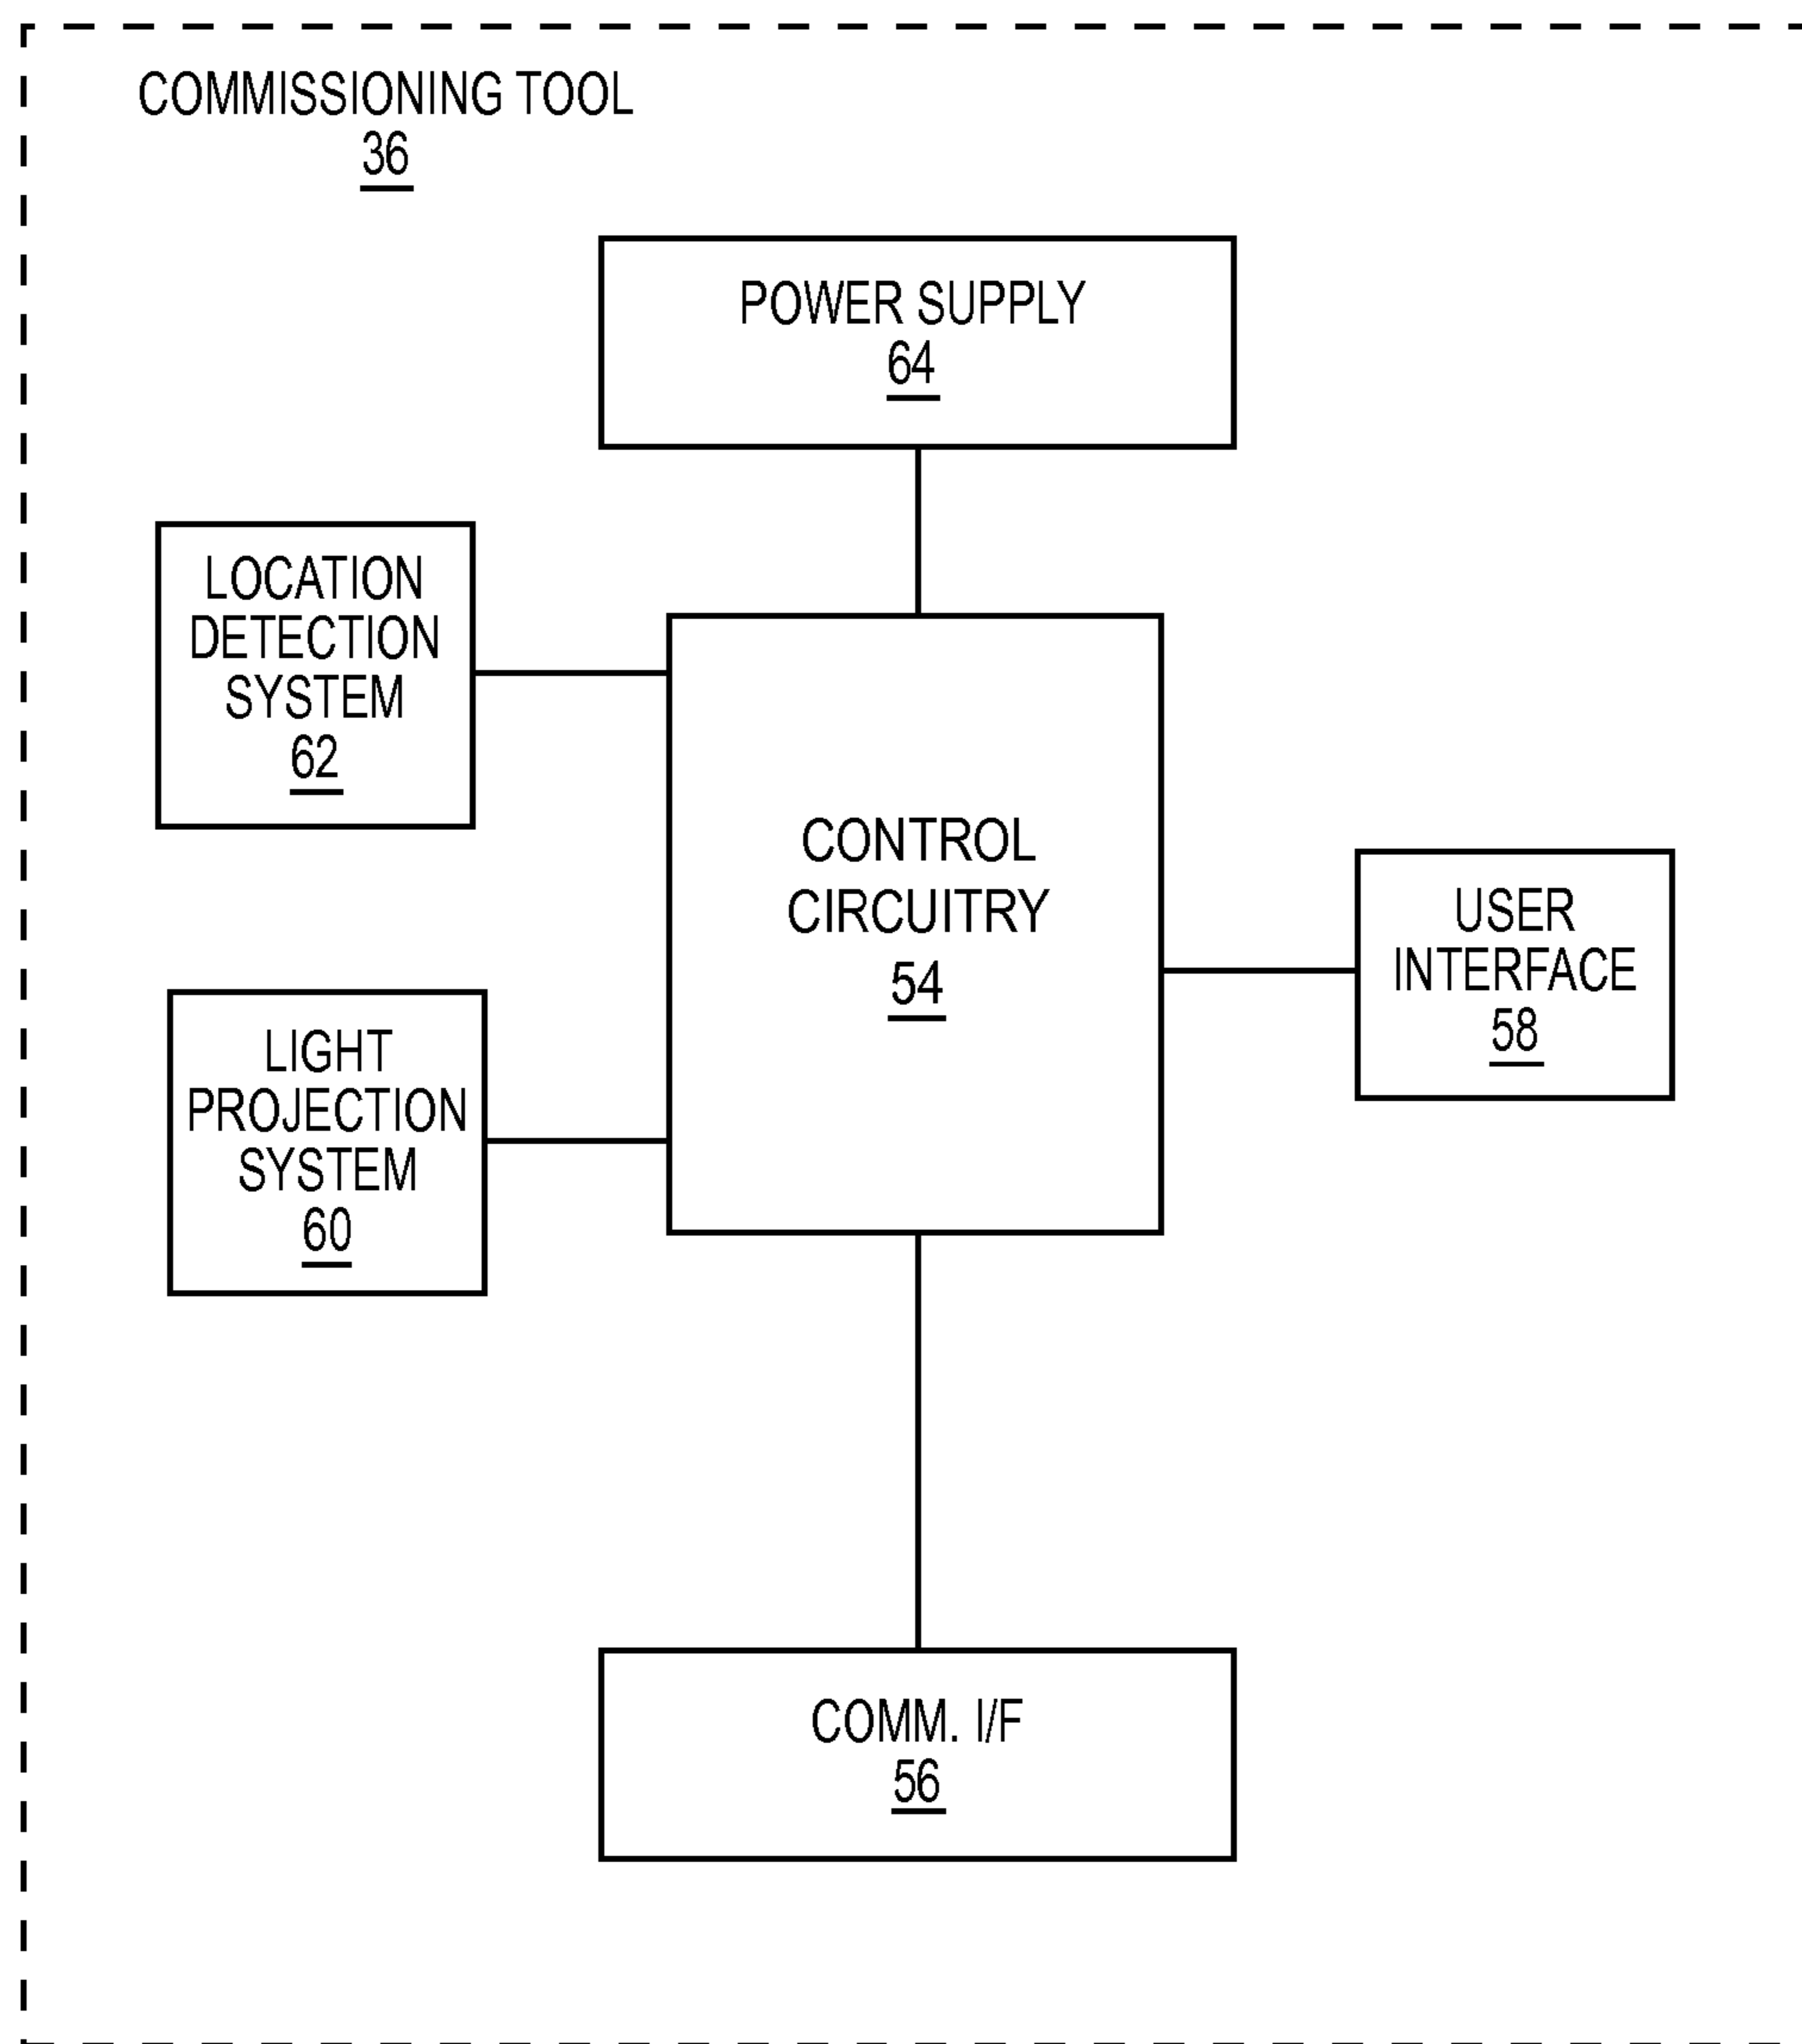 COMMISSIONING TOOL
36
POWER SUPPLY
64
LOCATION
DETECTION
SYSTEM
62
CONTROL
CIRCUITRY
54
USER
INTERFACE
58
LIGHT
PROJECTION
SYSTEM
60
COMM. I/F
56